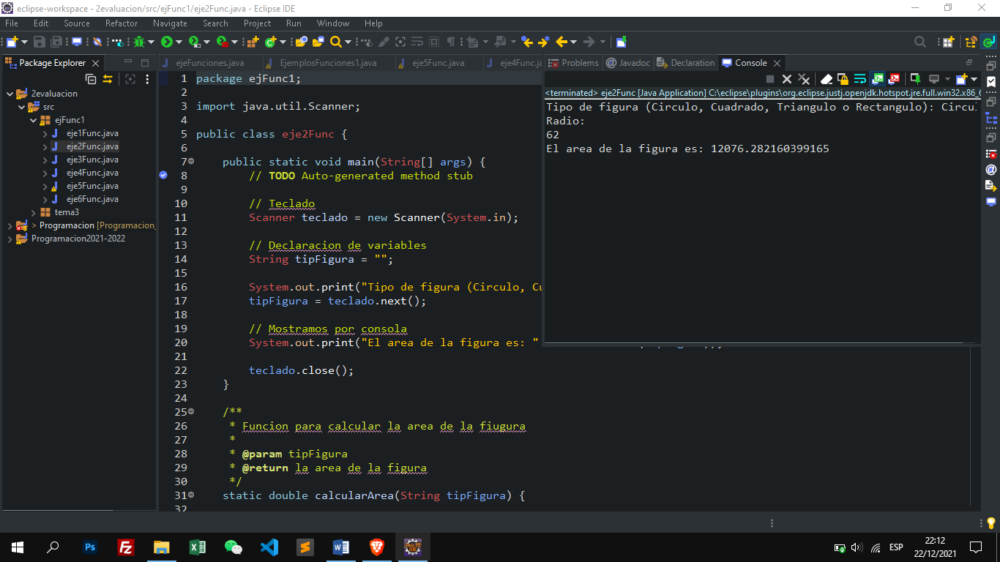 eclipse-workspace - 2evaluacion/src/ejFunc1/eje2Func.java - Eclipse IDE
File Edit Source Refactor Navigate Search Project Run Window Help
Package Explorer
2evaluacion
src
ejFunc1
eje1Func.java
eje2Func.java
eje3Func.java
eje4Func.java
eje5Func.java
eje6Func.java
tema3
> Programacion [Programacion_
Programacion2021-2022
ejeFunciones.java EjemplosFunciones1.java eje5Func.java eje4Func.ja
1 package ejFunc1;
2
3 import java.util.Scanner;
4
5 public class eje2Func {
6
7 public static void main(String[] args) {
8 // TODO Auto-generated method stub
9
10 // Teclado
11 Scanner teclado = new Scanner(System.in);
12
13 // Declaracion de variables
14 String tipFigura = "";
15
16 System.out.print("Tipo de figura (Circulo, Cu
17 tipFigura = teclado.next();
18
19 // Mostramos por consola
20 System.out.print("El area de la figura es: "
21
22 teclado.close();
23 }
24
25 /**
26 * Funcion para calcular la area de la fiugura
27 *
28 * @param tipFigura
29 * @return la area de la figura
30 */
31 static double calcularArea(String tipFigura) {
32
Problems @ Javadoc Declaration Console
<terminated> eje2Func [Java Application] C:\eclipse\plugins\org.eclipse.justj.openjdk.hotspot.jre.full.win32.x86_6
Tipo de figura (Circulo, Cuadrado, Triangulo o Rectangulo): Circul
Radio:
62
El area de la figura es: 12076.282160399165
Ps
Fz
W
JAVA EE
IDE
ESP
22:12
22/12/2021